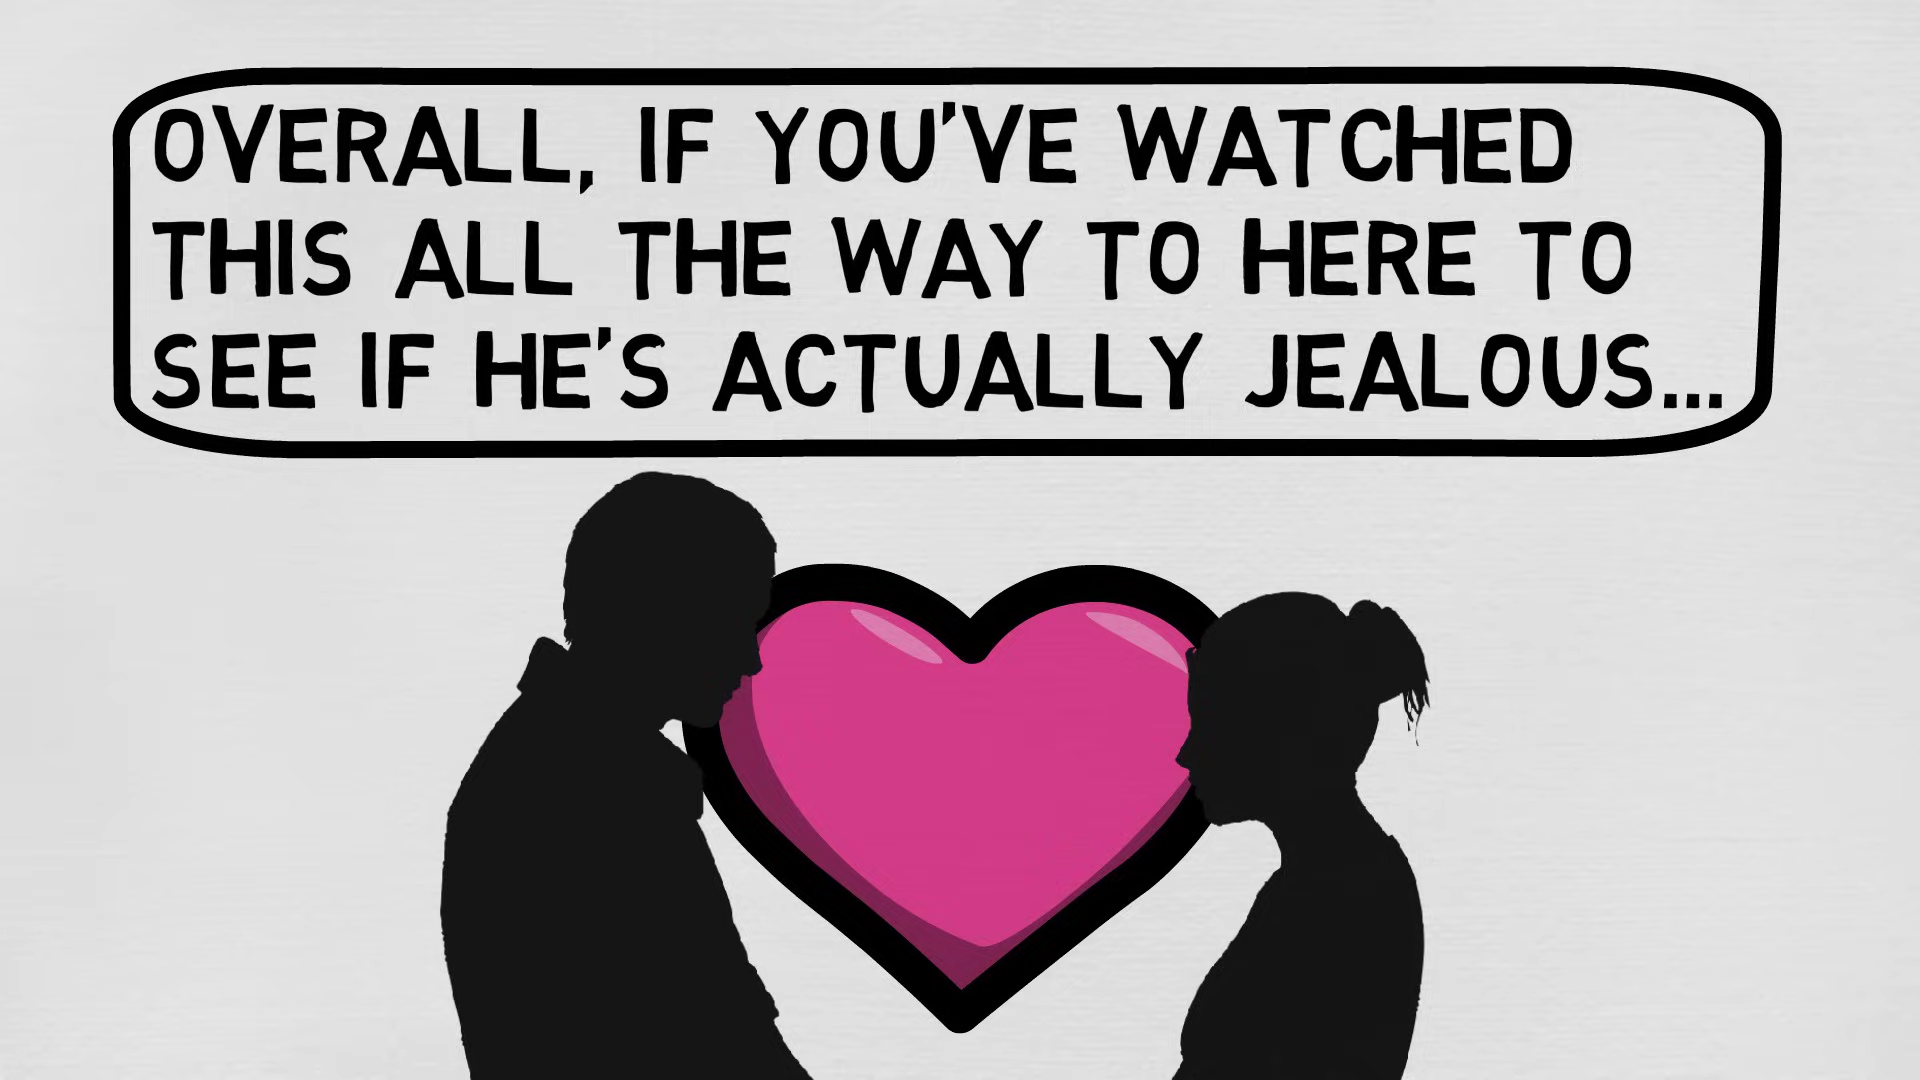 OVERALL, IF YOU'VE WATCHED
THIS ALL THE WAY TO HERE TO
SEE IF HE'S ACTUALLY JEALOUS...